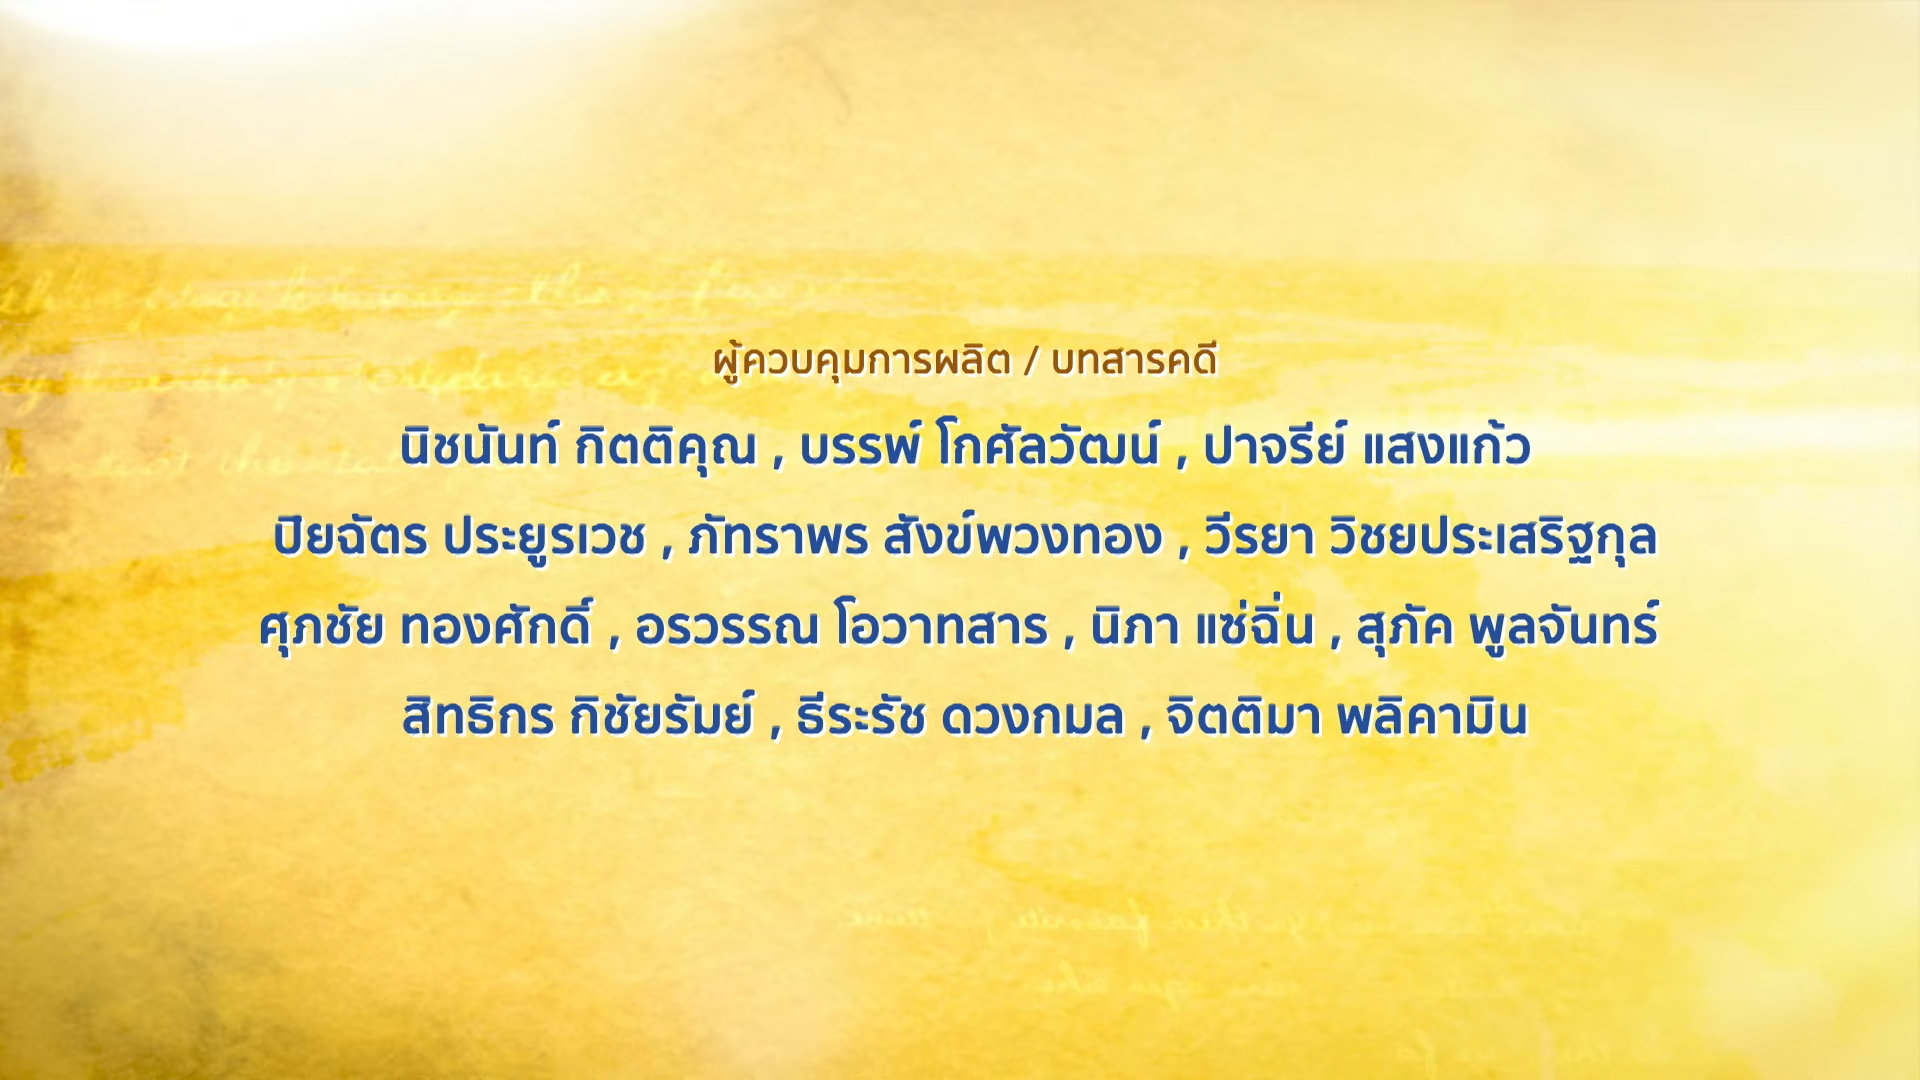 ผู้ควบคุมการผลิต / บทสารคดี
นิชนันท์ กิตติคุณ , บรรพ์ โกศัลวัฒน์ , ปาจรีย์ แสงแก้ว
ปิยฉัตร ประยูรเวช , ภัทราพร สังข์พวงทอง , วีรยา วิชยประเสริฐกุล
ศุภชัย ทองศักดิ์ , อรวรรณ โอวาทสาร , นิภา แซ่ฉิ่น , สุภัค พูลจันทร์
สิทธิกร กิชัยรัมย์ , ธีระรัช ดวงกมล , จิตติมา พลิคามิน